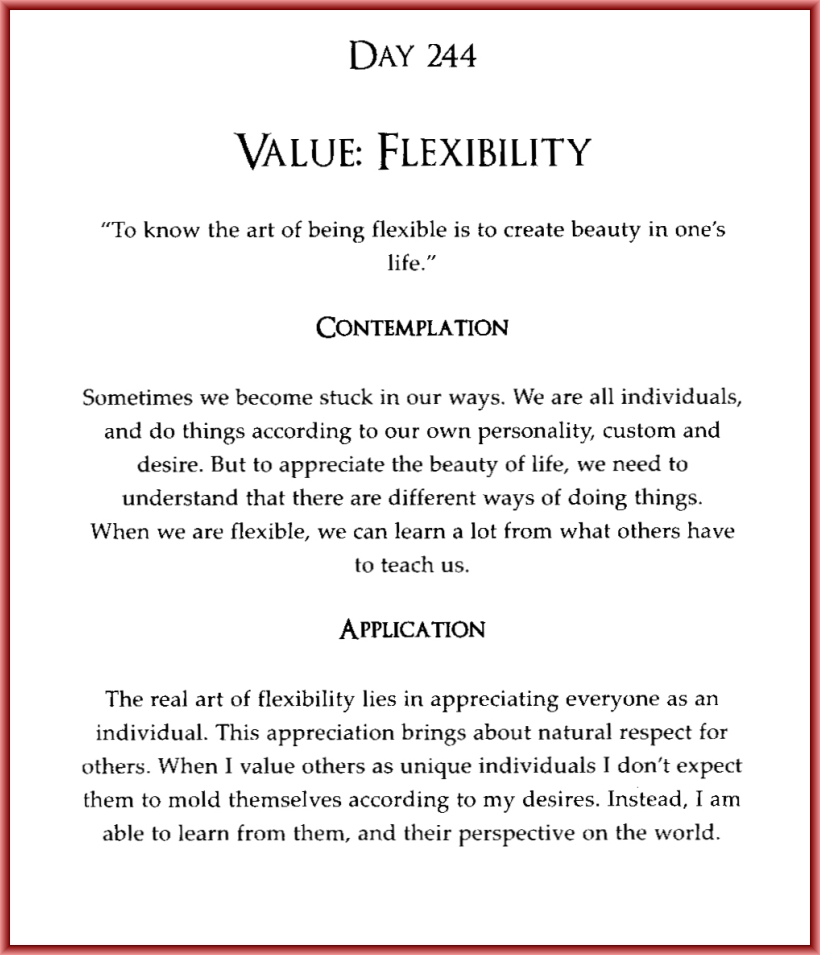 DAY 244
VALUE: FLEXIBILITY
"To know the art of being flexible is to create beauty in one's
life."
CONTEMPLATION
Sometimes we become stuck in our ways. We are all individuals,
and do things according to our own personality, custom and
desire. But to appreciate the beauty of life, we need to
understand that there are different ways of doing things.
When we are flexible, we can learn a lot from what others have
to teach us.
APPLICATION
The real art of flexibility lies in appreciating everyone as an
individual. This appreciation brings about natural respect for
others. When I value others as unique individuals I don't expect
them to mold themselves according to my desires. Instead, I am
able to learn from them, and their perspective on the world.